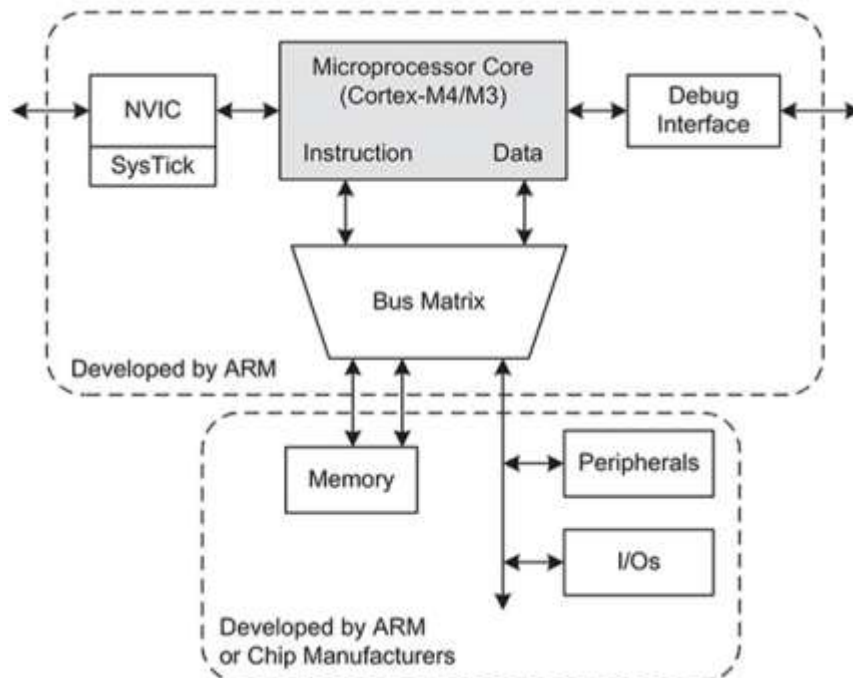 Microprocessor Core
(Cortex-M4/M3)
NVIC
Debug
Interface
SysTick
Instruction
Data
Bus Matrix
Developed by ARM
Memory
Peripherals
I/Os
Developed by ARM
or Chip Manufacturers